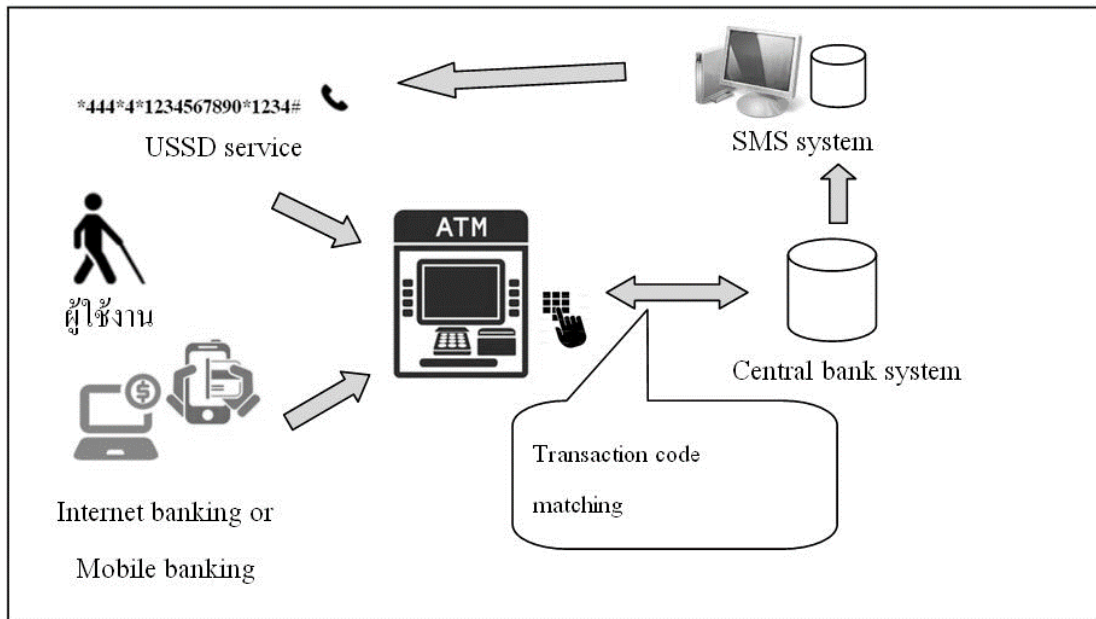 *444*4*1234567890*1234#
USSD service
SMS system
ATM
ผู้ใช้งาน
Central bank system
Transaction code
matching
$
Internet banking or
Mobile banking